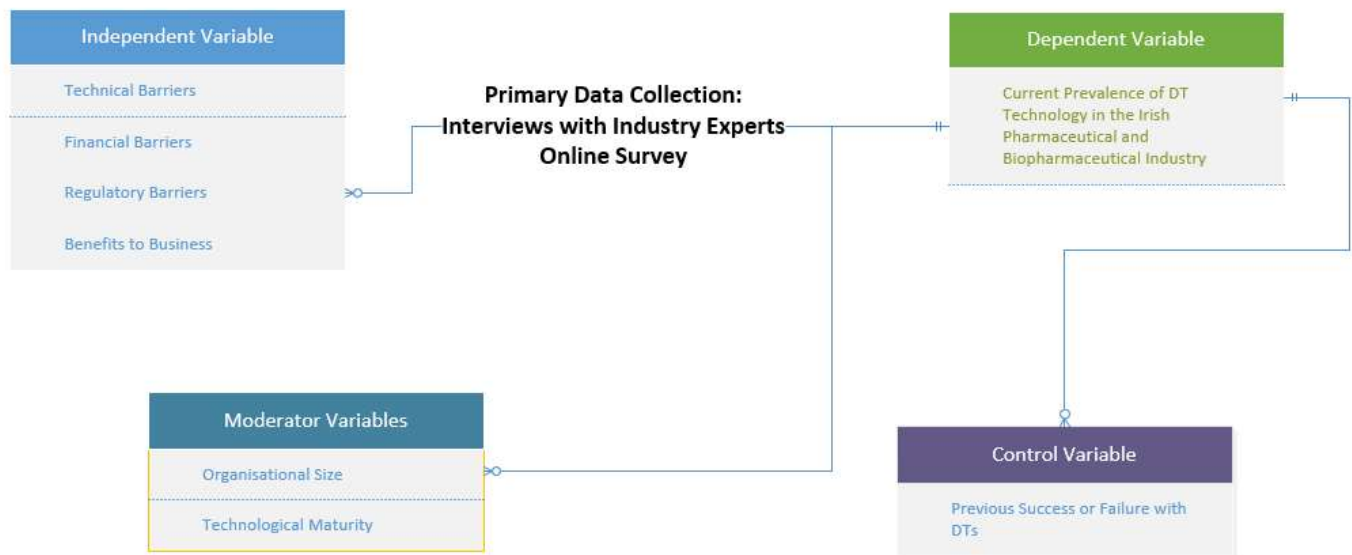 Independent Variable
Technical Barriers
Financial Barriers
Regulatory Barriers
Benefits to Business
Primary Data Collection:
Interviews with Industry Experts
Online Survey
Dependent Variable
Current Prevalence of DT
Technology in the Irish
Pharmaceutical and
Biopharmaceutical Industry
Moderator Variables
Organisational Size
Technological Maturity
Control Variable
Previous Success or Failure with
DTs